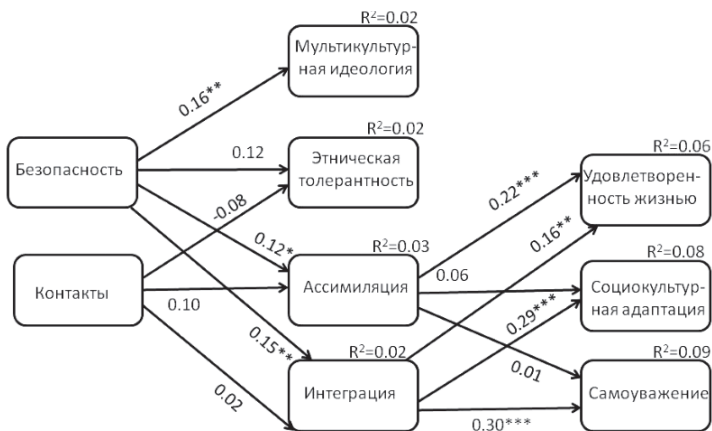 R²=0.02
Мультикультур-
ная идеология
0.16**
R²=0.02
Безопасность
0.12
Этническая
толерантность
R²=0.06
Удовлетворен-
ность жизнью
-0.08
0.22***
0.12*
R²=0.03
0.16**
R²=0.08
Контакты
0.10
Ассимиляция
0.06
Социокультур-
ная адаптация
0.29***
0.15**
R²=0.02
R²=0.09
0.02
Интеграция
0.01
Самоуважение
0.30***